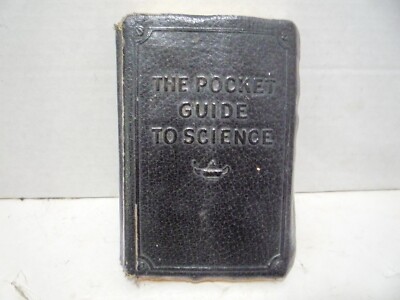 THE POCKET
GUIDE
TO SCIENCE